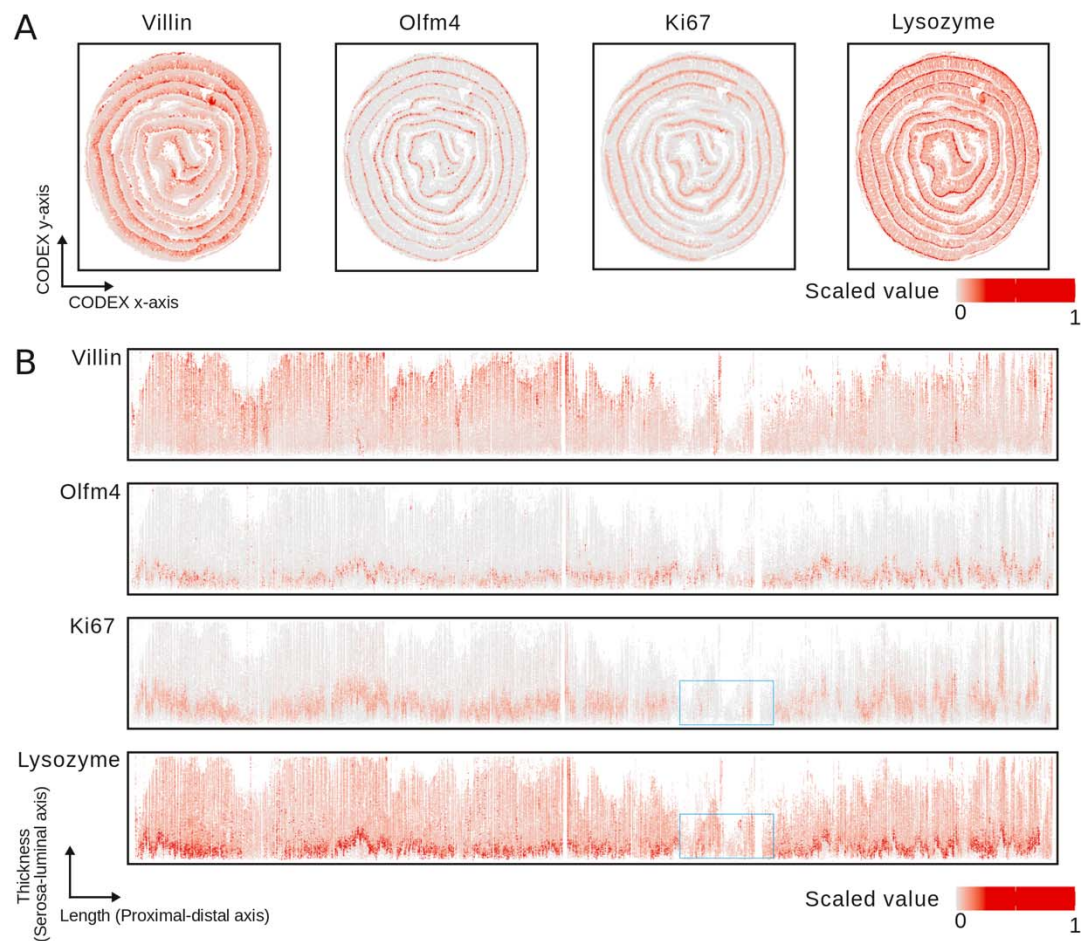 A
Villin
Olfm4
Ki67
Lysozyme
CODEX y-axis
CODEX x-axis
Scaled value
0
1
B
Villin
Olfm4
Ki67
Lysozyme
Thickness
(Serosa-luminal axis)
Length (Proximal-distal axis)
Scaled value
0
1